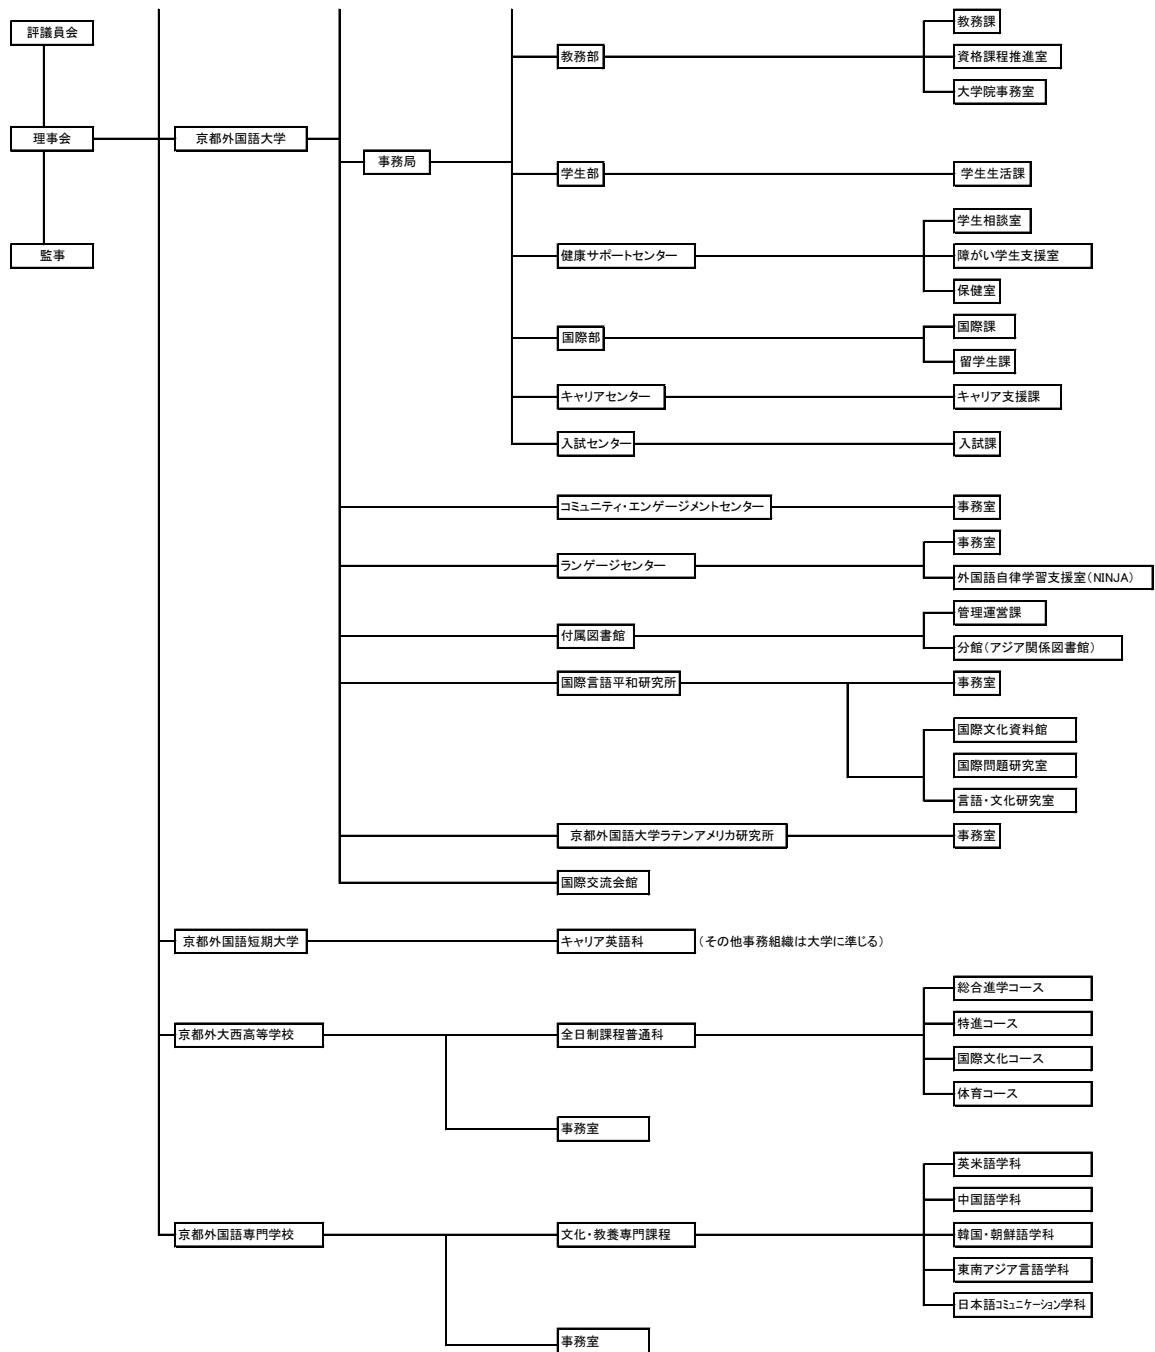 評議員会
理事会
監事
京都外国語大学
事務局
教務部
教務課
資格課程推進室
大学院事務室
学生部
学生生活課
健康サポートセンター
学生相談室
障がい学生支援室
保健室
国際部
国際課
留学生課
キャリアセンター
キャリア支援課
入試センター
入試課
コミュニティ・エンゲージメントセンター
事務室
ランゲージセンター
事務室
外国語自律学習支援室(NINJA)
付属図書館
管理運営課
分館(アジア関係図書館)
国際言語平和研究所
事務室
国際文化資料館
国際問題研究室
言語・文化研究室
京都外国語大学ラテンアメリカ研究所
事務室
国際交流会館
京都外国語短期大学
キャリア英語科
(その他事務組織は大学に準じる)
京都外大西高等学校
全日制課程普通科
総合進学コース
特進コース
国際文化コース
体育コース
事務室
京都外国語専門学校
文化・教養専門課程
英米語学科
中国語学科
韓国・朝鮮語学科
東南アジア言語学科
日本語コミュニケーション学科
事務室